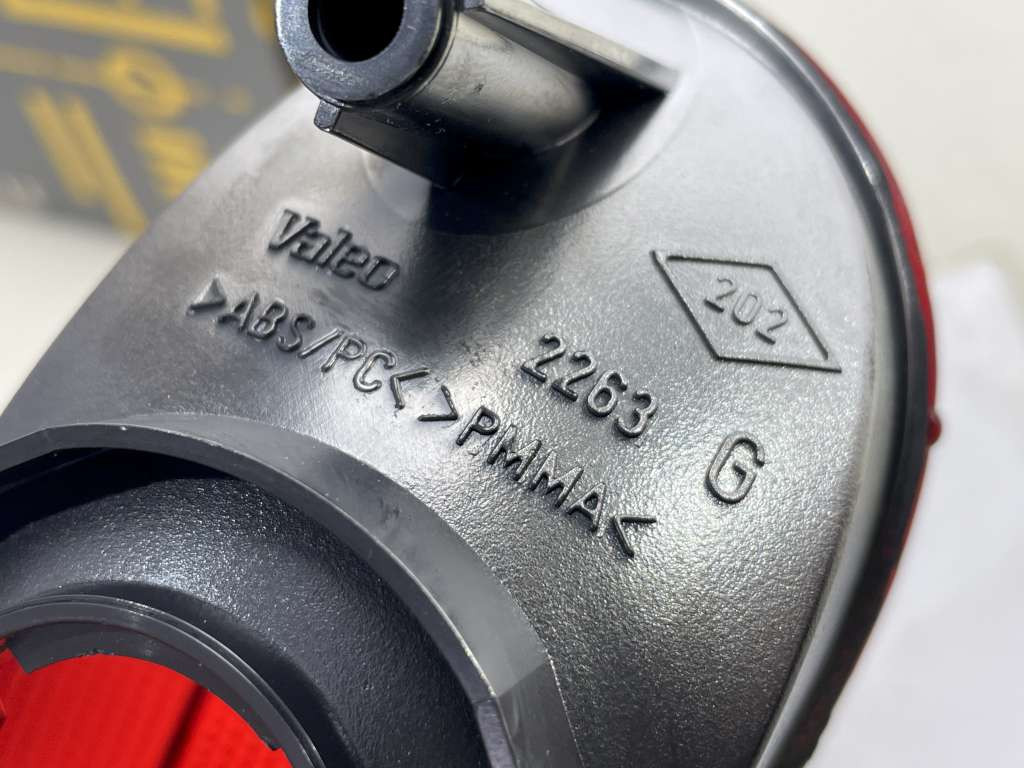 Valeo
>ABS/PC<>PMMA<
2263
G
202